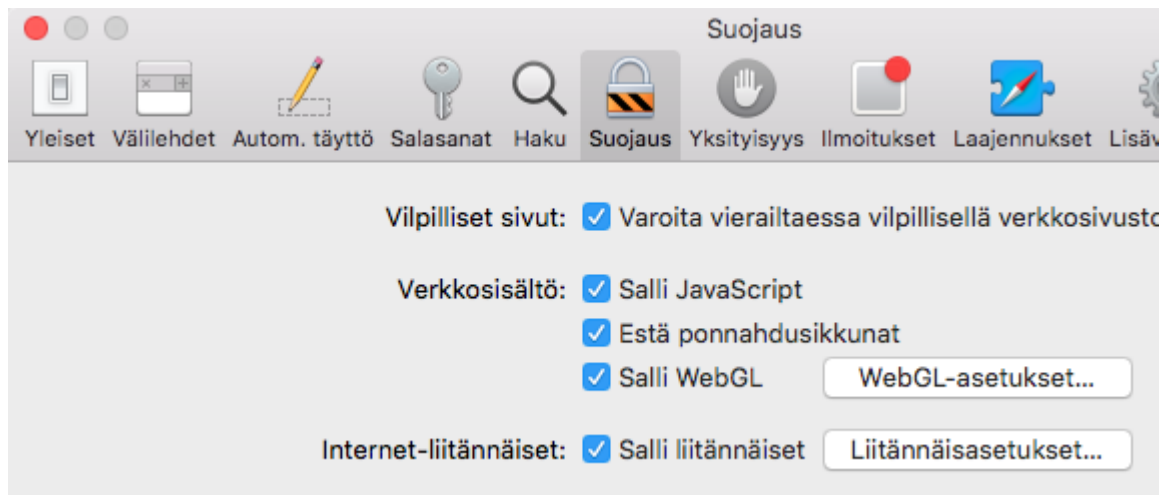 Suojaus
Yleiset Välilehdet Autom. täyttö Salasanat Haku Suojaus Yksityisyys Ilmoitukset Laajennukset
Vilpilliset sivut: Varoita vierailtaessa vilpillisellä
Verkkosisältö: Salli JavaScript
Estä ponnahdusikkunat
Salli WebGL WebGL-asetukset...
Internet-liitännäiset: Salli liitännäiset Liitännäisasetukset...